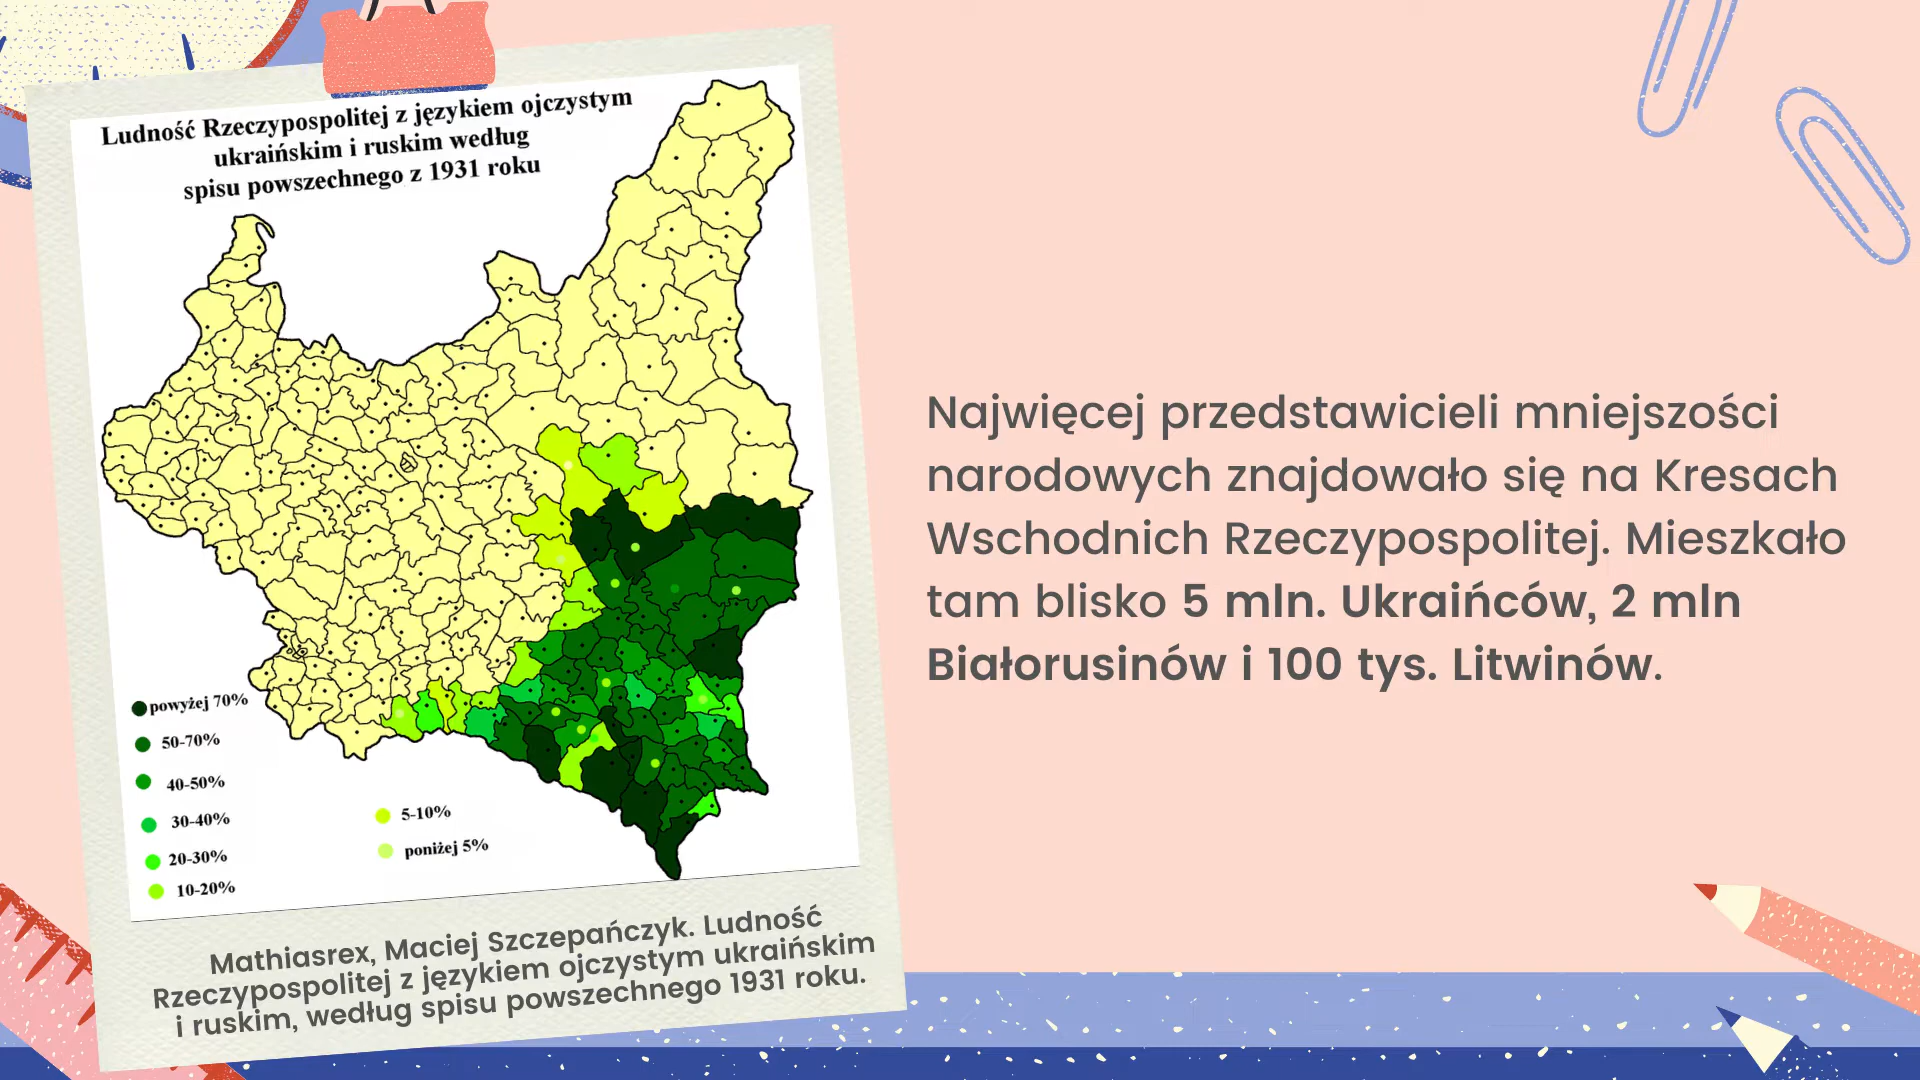 Ludność Rzeczypospolitej z językiem ojczystym
ukraińskim i ruskim według
spisu powszechnego z 1931 roku
powyżej 70%
50-70%
40-50%
30-40%
20-30%
10-20%
5-10%
poniżej 5%
Mathiasrex, Maciej Szczepańczyk. Ludność
Rzeczypospolitej z językiem ojczystym ukraińskim
i ruskim, według spisu powszechnego 1931 roku.
Najwięcej przedstawicieli mniejszości
narodowych znajdowało się na Kresach
Wschodnich Rzeczypospolitej. Mieszkało
tam blisko 5 mln. Ukraińców, 2 mln
Białorusinów i 100 tys. Litwinów.